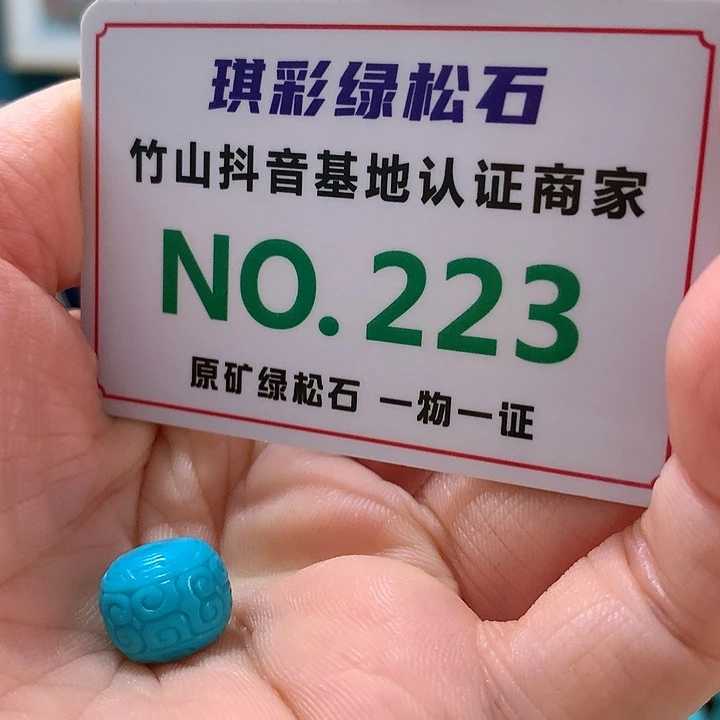 琪彩绿松石
竹山抖音基地认证商家
NO.223
原矿绿松石 一物一证